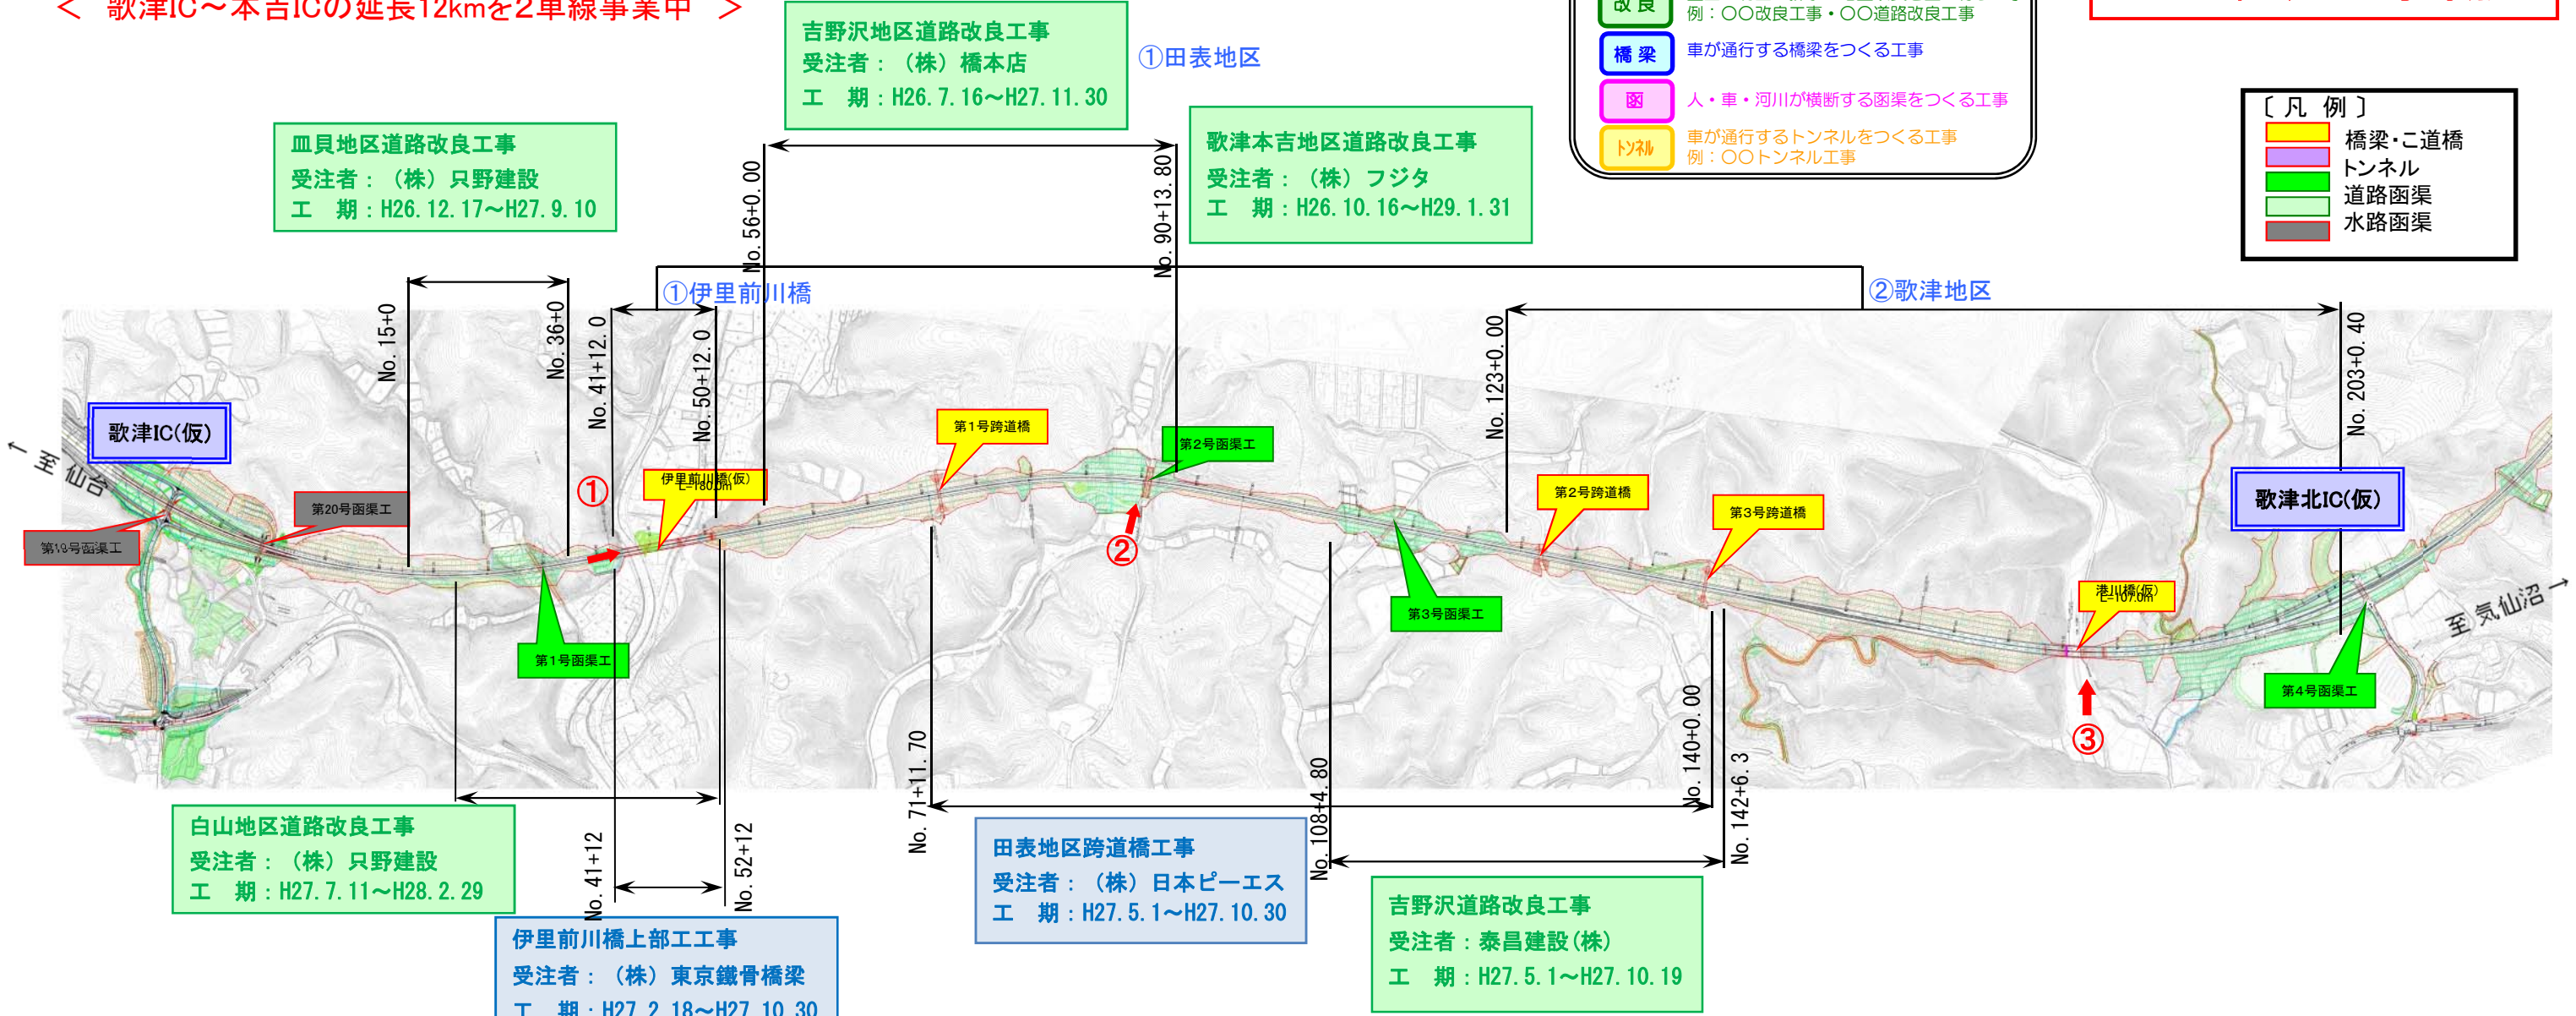 ＜ 歌津IC～本吉ICの延長12kmを2車線事業中 ＞
吉野沢地区道路改良工事
受注者：（株）橋本店
工　期：H26.7.16～H27.11.30
①田表地区
改良
例：〇〇改良工事・〇〇道路改良工事
橋梁
車が通行する橋梁をつくる工事
函
人・車・河川が横断する函渠をつくる工事
トンネル
車が通行するトンネルをつくる工事
例：〇〇トンネル工事
〔凡 例〕
橋梁・こ道橋
トンネル
道路函渠
水路函渠
皿貝地区道路改良工事
受注者：（株）只野建設
工　期：H26.12.17～H27.9.10
歌津本吉地区道路改良工事
受注者：（株）フジタ
工　期：H26.10.16～H29.1.31
No.56+0.00
No.90+13.80
①伊里前川橋
②歌津地区
No.15+0
No.36+0
No.41+12.0
No.50+12.0
No.123+0.00
No.203+0.40
歌津IC(仮)
←至 仙台
第20号函渠工
第19号函渠工
①
伊里前川橋(仮)
L=180.0m
第1号跨道橋
第2号函渠工
②
第2号跨道橋
第3号跨道橋
歌津北IC(仮)
港川橋(仮)
L=107.0m
至 気仙沼→
第1号函渠工
第3号函渠工
第4号函渠工
③
No.71+11.70
No.108+4.80
No.140+0.00
No.142+6.3
No.41+12
No.52+12
白山地区道路改良工事
受注者：（株）只野建設
工　期：H27.7.11～H28.2.29
田表地区跨道橋工事
受注者：（株）日本ピーエス
工　期：H27.5.1～H27.10.30
吉野沢道路改良工事
受注者：泰昌建設(株)
工　期：H27.5.1～H27.10.19
伊里前川橋上部工工事
受注者：（株）東京鐵骨橋梁
工　期：H27.2.18～H27.10.30